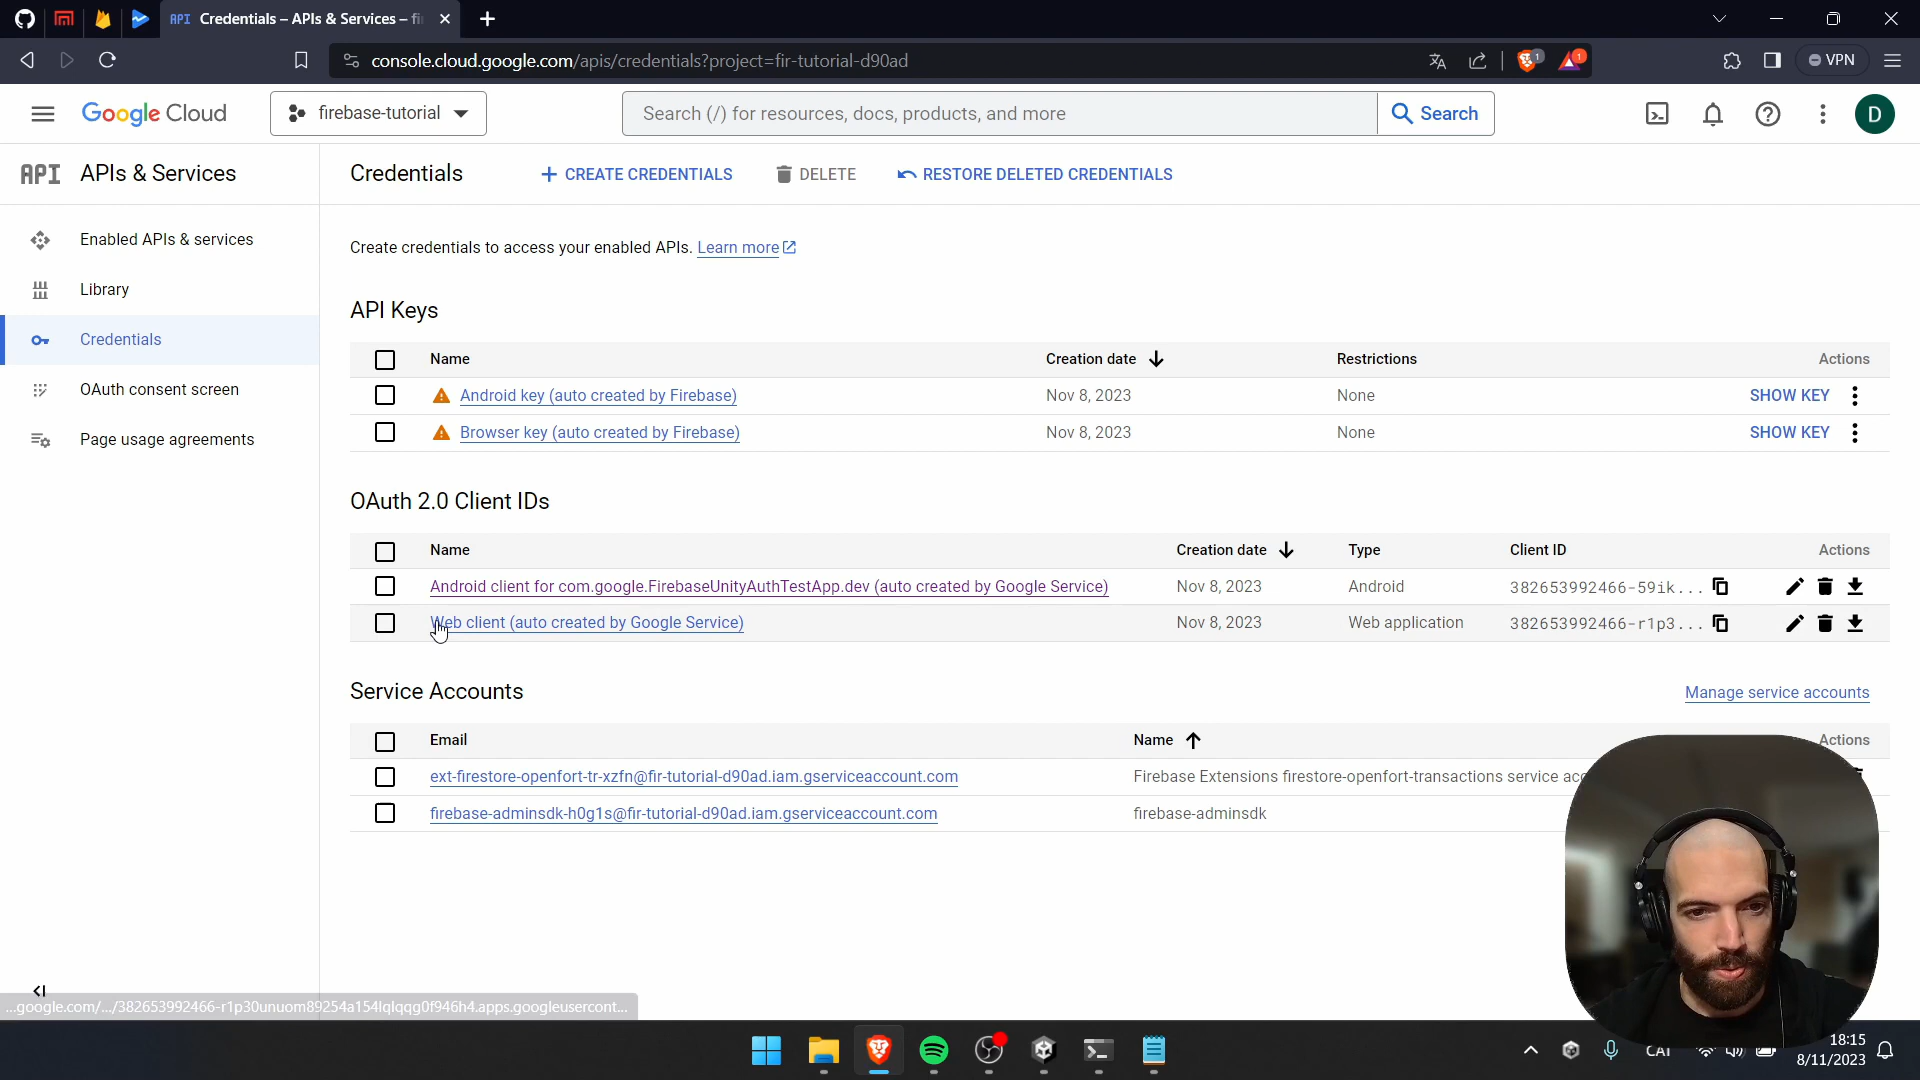 API Credentials – APIs & Services – fi
console.cloud.google.com/apis/credentials?project=fir-tutorial-d90ad
VPN
Google Cloud
firebase-tutorial
Search (/) for resources, docs, products, and more
Search
D
API APIs & Services
Credentials
+ CREATE CREDENTIALS
DELETE
RESTORE DELETED CREDENTIALS
Enabled APIs & services
Library
Credentials
OAuth consent screen
Page usage agreements
Create credentials to access your enabled APIs. Learn more
API Keys
Name Creation date Restrictions Actions
Android key (auto created by Firebase) Nov 8, 2023 None SHOW KEY
Browser key (auto created by Firebase) Nov 8, 2023 None SHOW KEY
OAuth 2.0 Client IDs
Name Creation date Type Client ID Actions
Android client for com.google.FirebaseUnityAuthTestApp.dev (auto created by Google Service) Nov 8, 2023 Android 382653992466-59ik...
Web client (auto created by Google Service) Nov 8, 2023 Web application 382653992466-r1p3...
Service Accounts
Manage service accounts
Email Name Actions
ext-firestore-openfort-tr-xzfn@fir-tutorial-d90ad.iam.gserviceaccount.com Firebase Extensions firestore-openfort-transactions service acc
firebase-adminsdk-h0g1s@fir-tutorial-d90ad.iam.gserviceaccount.com firebase-adminsdk
CAT
18:15
8/11/2023